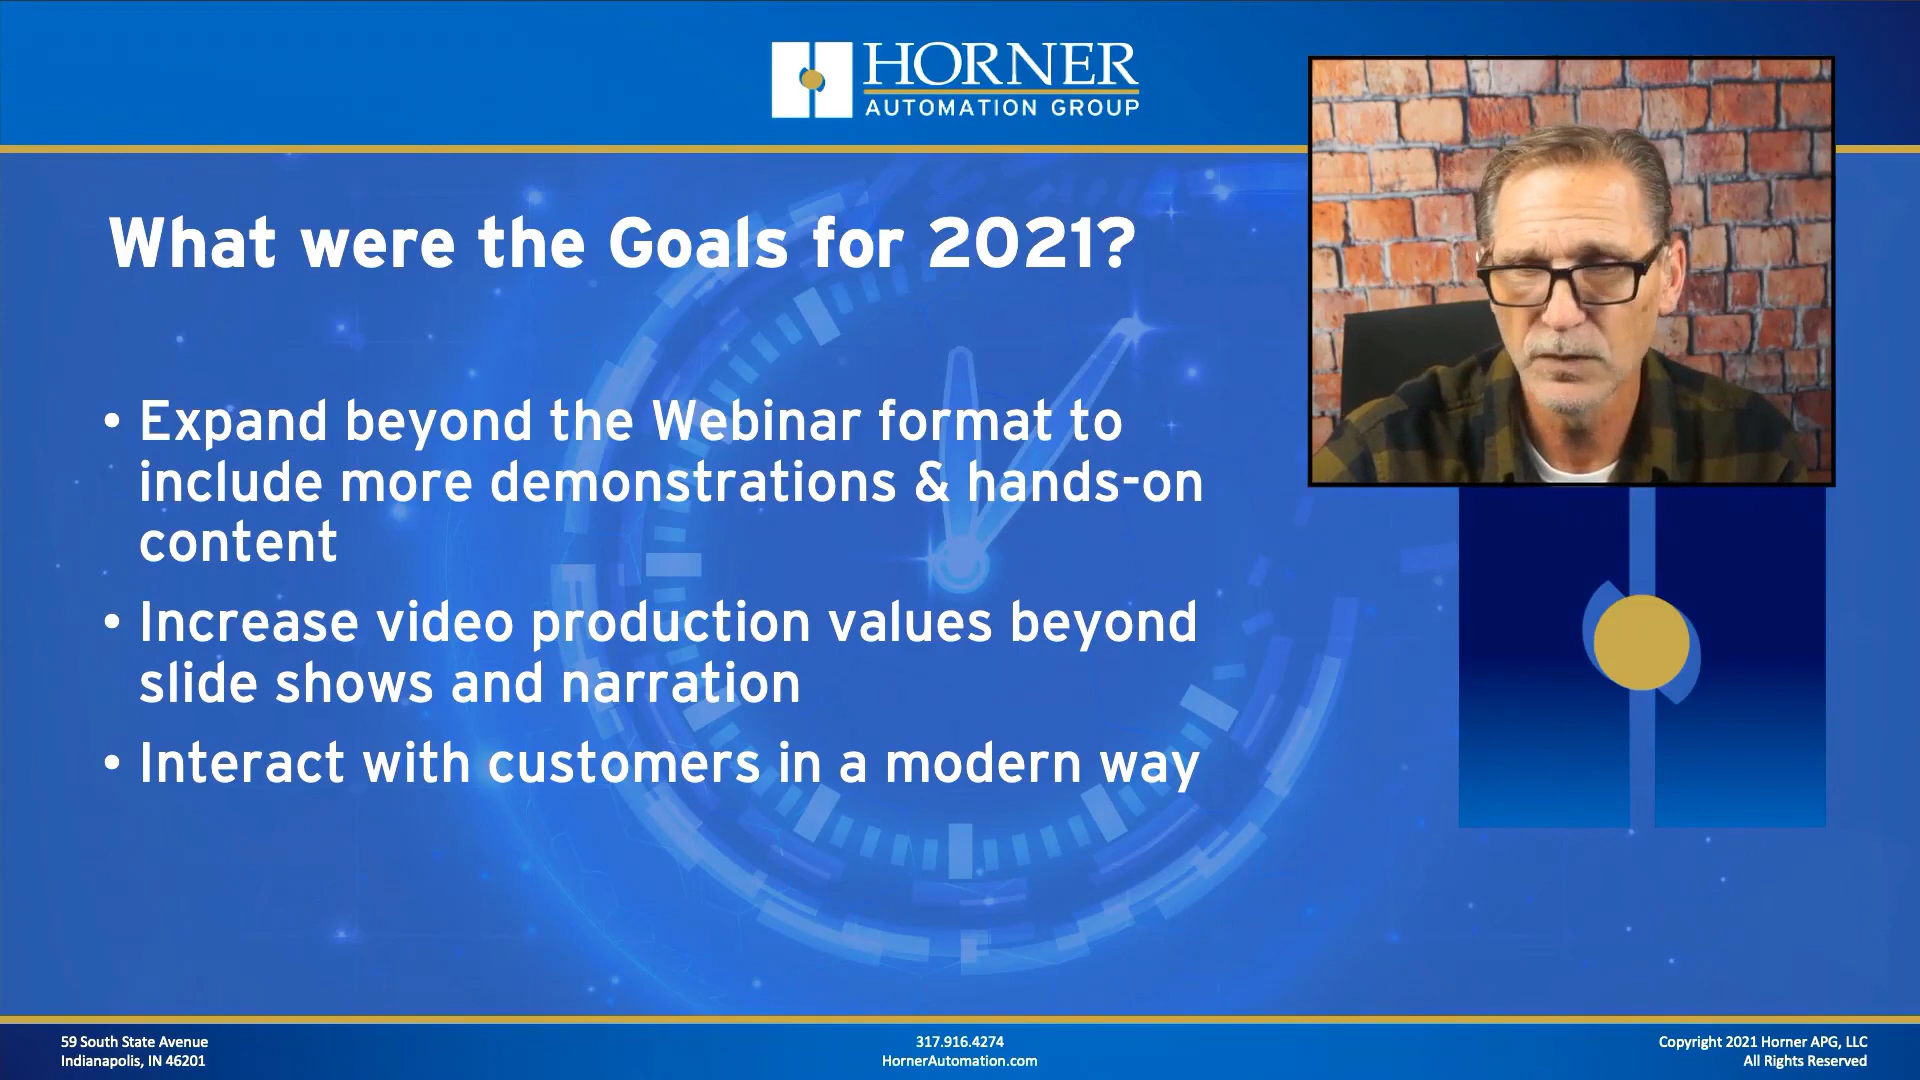 HORNER
AUTOMATION GROUP
What were the Goals for 2021?
• Expand beyond the Webinar format to
include more demonstrations & hands-on
content
• Increase video production values beyond
slide shows and narration
• Interact with customers in a modern way
59 South State Avenue
Indianapolis, IN 46201
317.916.4274
HornerAutomation.com
Copyright 2021 Horner APG, LLC
All Rights Reserved